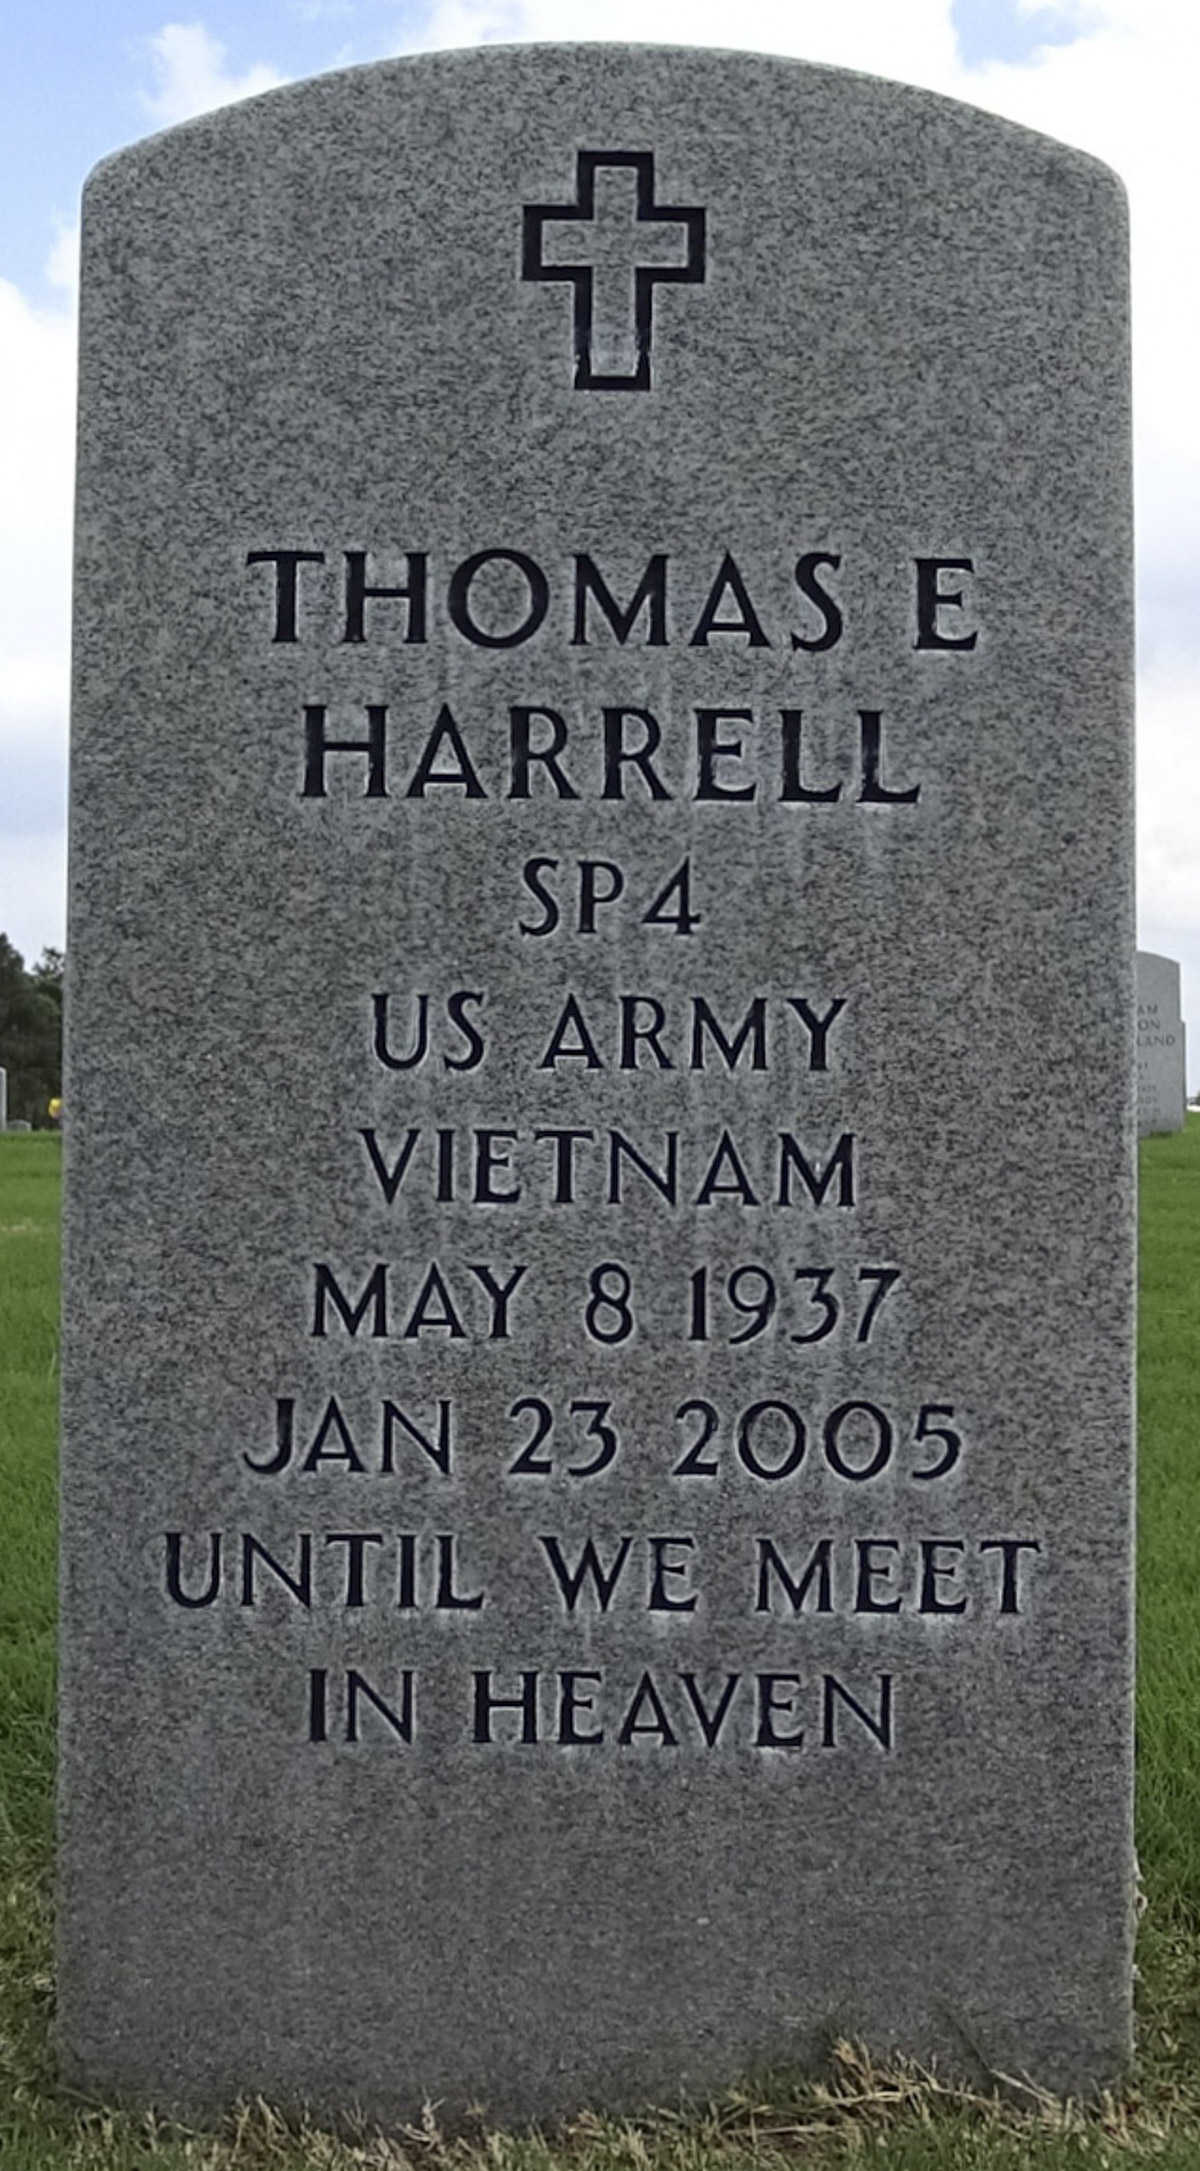 THOMAS E
HARRELL
SP4
US ARMY
VIETNAM
MAY 8 1937
JAN 23 2005
UNTIL WE MEET
IN HEAVEN